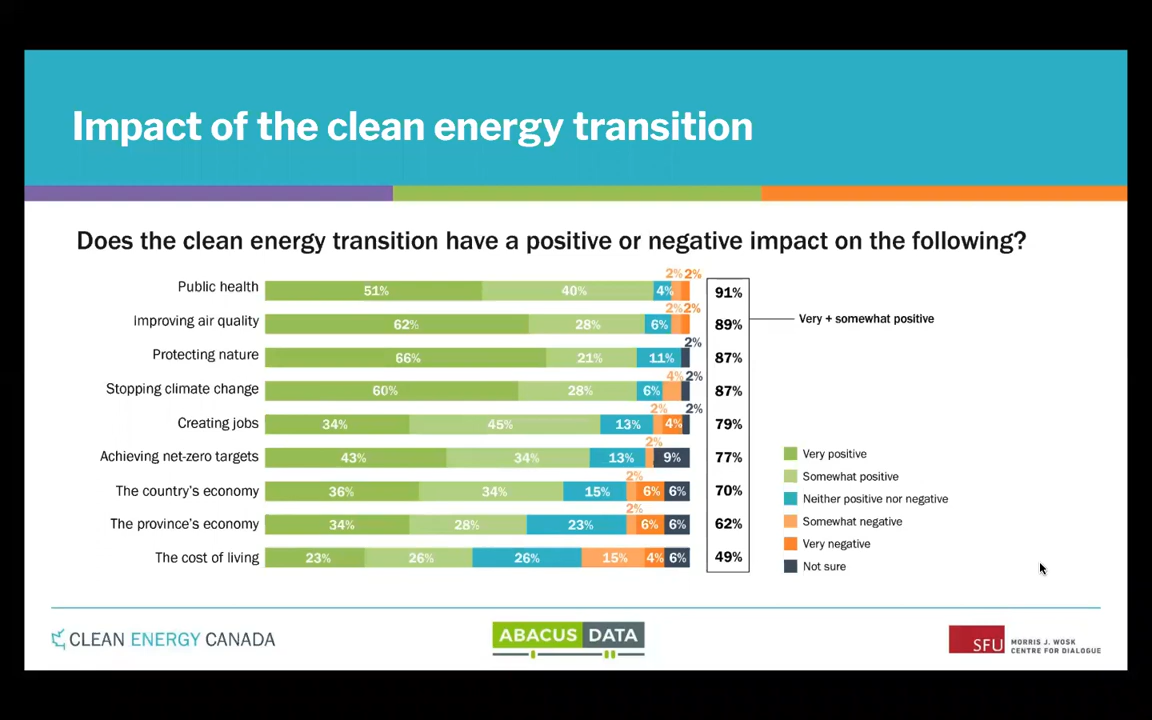 Impact of the clean energy transition
Does the clean energy transition have a positive or negative impact on the following?
Public health 51% 40% 4% 2% 2% 91%
Improving air quality 62% 28% 6% 2% 2% 89%
Very + somewhat positive
Protecting nature 66% 21% 11% 2% 87%
Stopping climate change 60% 28% 6% 4% 2% 87%
Creating jobs 34% 45% 13% 2% 4% 2% 79%
Achieving net-zero targets 43% 34% 13% 2% 9% 77%
The country's economy 36% 34% 15% 2% 6% 6% 70%
The province's economy 34% 28% 23% 2% 6% 6% 62%
The cost of living 23% 26% 26% 15% 4% 6% 49%
Very positive
Somewhat positive
Neither positive nor negative
Somewhat negative
Very negative
Not sure
CLEAN ENERGY CANADA
ABACUS DATA
SFU
MORRIS J. WOSK
CENTRE FOR DIALOGUE